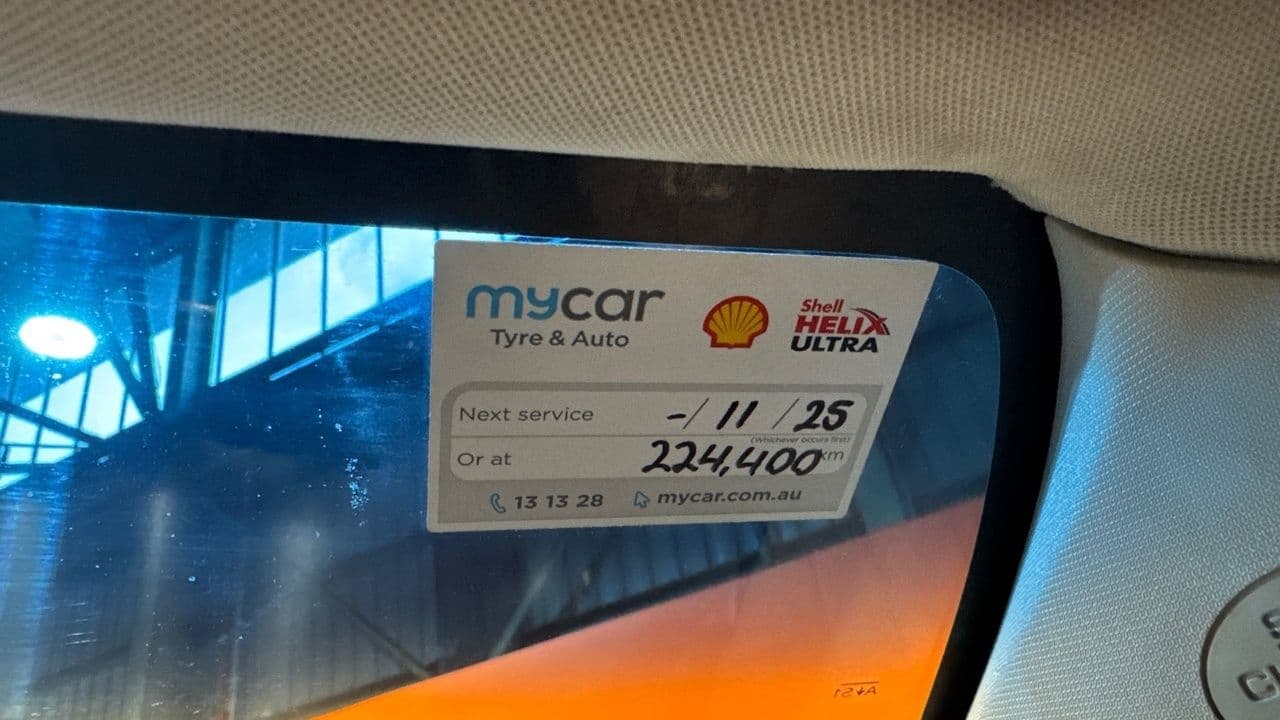 mycar
Tyre & Auto
Shell
HELIX
ULTRA
Next service -/ 11 / 25
(Whichever occurs first)
Or at 224,400 km
13 13 28 mycar.com.au